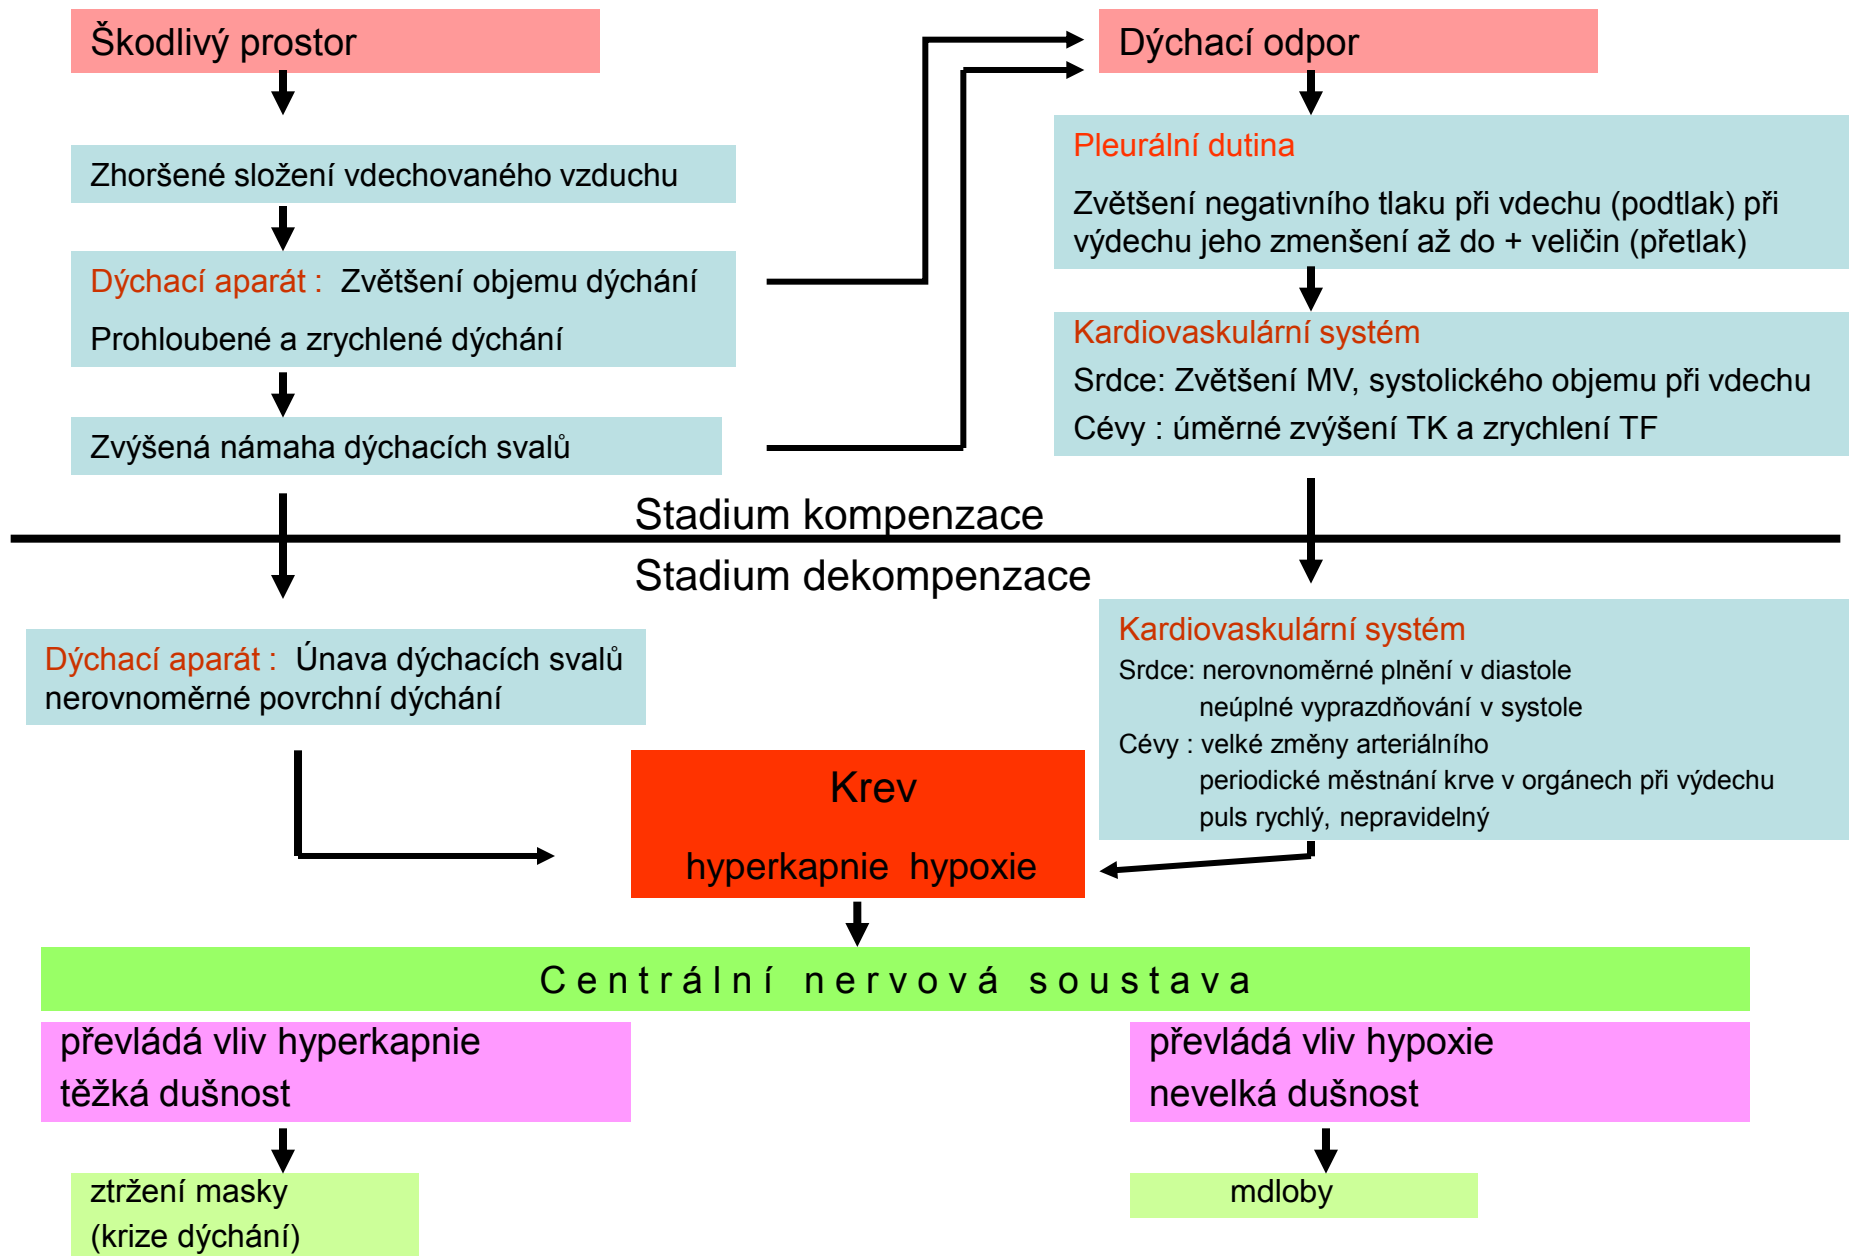 Škodlivý prostor
Zhoršené složení vdechovaného vzduchu
Dýchací aparát : Zvětšení objemu dýchání
Prohloubené a zrychlené dýchání
Zvýšená námaha dýchacích svalů
Dýchací odpor
Pleurální dutina
Zvětšení negativního tlaku při vdechu (podtlak) při
výdechu jeho zmenšení až do + veličin (přetlak)
Kardiovaskulární systém
Srdce: Zvětšení MV, systolického objemu při vdechu
Cévy : úměrné zvýšení TK a zrychlení TF
Stadium kompenzace
Stadium dekompenzace
Dýchací aparát : Únava dýchacích svalů
nerovnoměrné povrchní dýchání
Kardiovaskulární systém
Srdce: nerovnoměrné plnění v diastole
neúplné vyprazdňování v systole
Cévy : velké změny arteriálního
periodické městnání krve v orgánech při výdechu
puls rychlý, nepravidelný
Krev
hyperkapnie hypoxie
Centrální nervová soustava
převládá vliv hyperkapnie
těžká dušnost
převládá vliv hypoxie
nevelká dušnost
ztržení masky
(krize dýchání)
mdloby